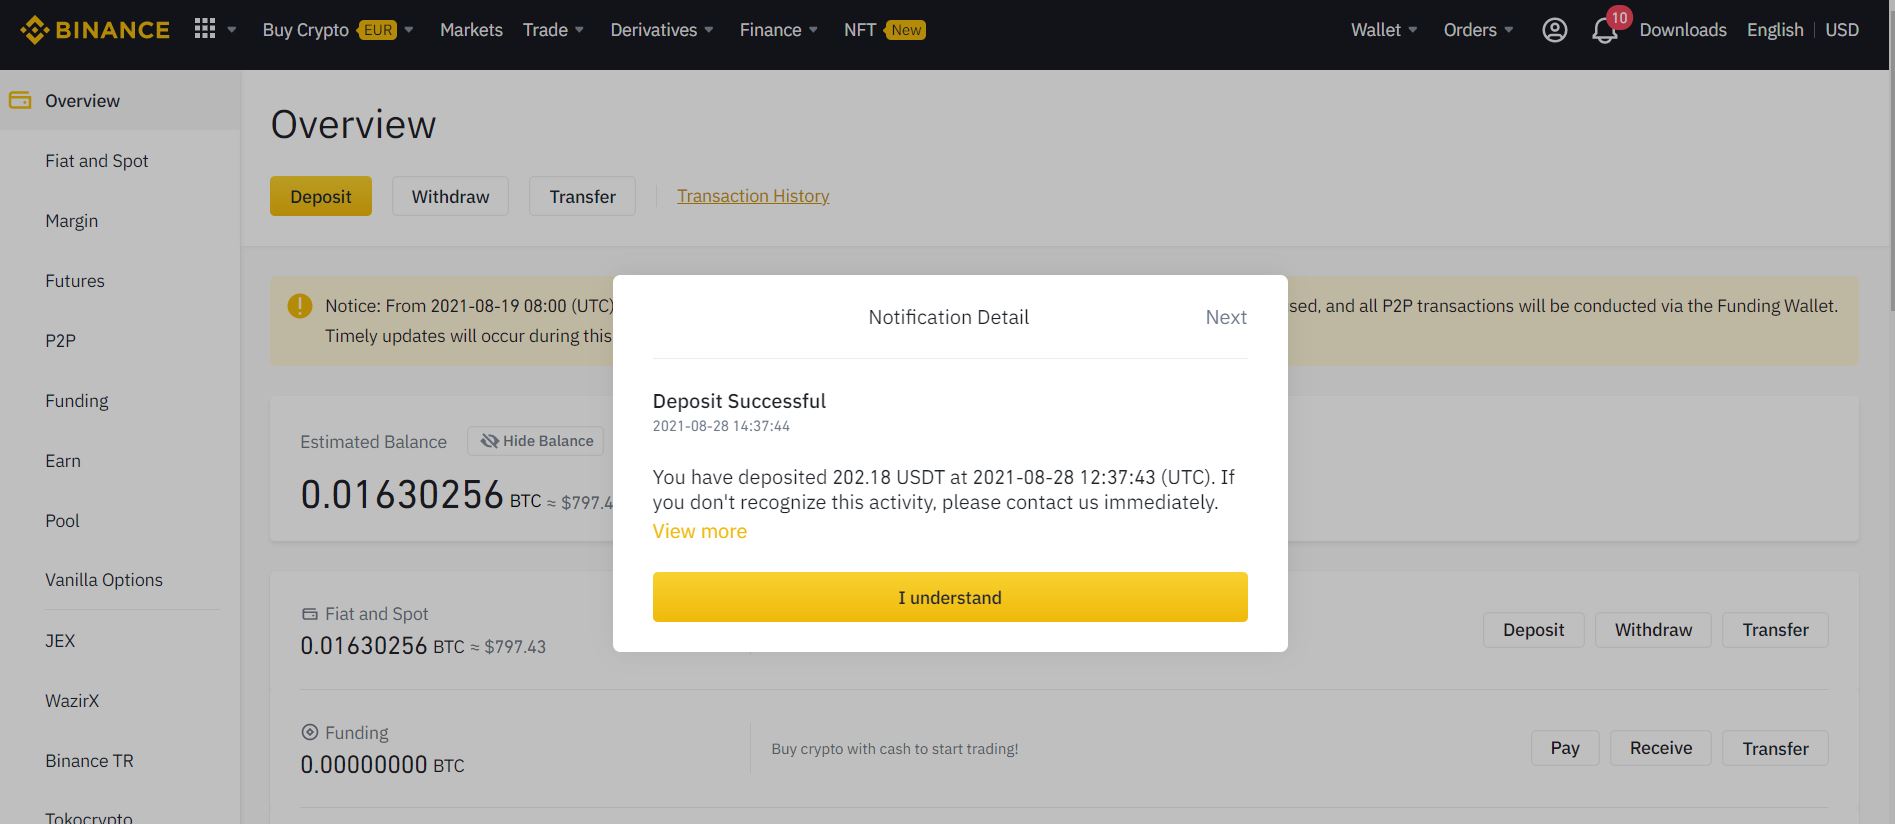 BINANCE
Buy Crypto EUR Markets Trade Derivatives Finance NFT New
Wallet Orders 10 Downloads English USD
Overview
Fiat and Spot
Margin
Futures
P2P
Funding
Earn
Pool
Vanilla Options
JEX
WazirX
Binance TR
Tokocrypto
Overview
Deposit Withdraw Transfer Transaction History
Notice: From 2021-08-19 08:00 (UTC)
sed, and all P2P transactions will be conducted via the Funding Wallet.
Timely updates will occur during this
Estimated Balance Hide Balance
0.01630256 BTC ≈ $797.4
Notification Detail Next
Deposit Successful
2021-08-28 14:37:44
You have deposited 202.18 USDT at 2021-08-28 12:37:43 (UTC). If
you don't recognize this activity, please contact us immediately.
View more
I understand
Fiat and Spot
0.01630256 BTC ≈ $797.43
Deposit Withdraw Transfer
Funding
0.00000000 BTC
Buy crypto with cash to start trading!
Pay Receive Transfer